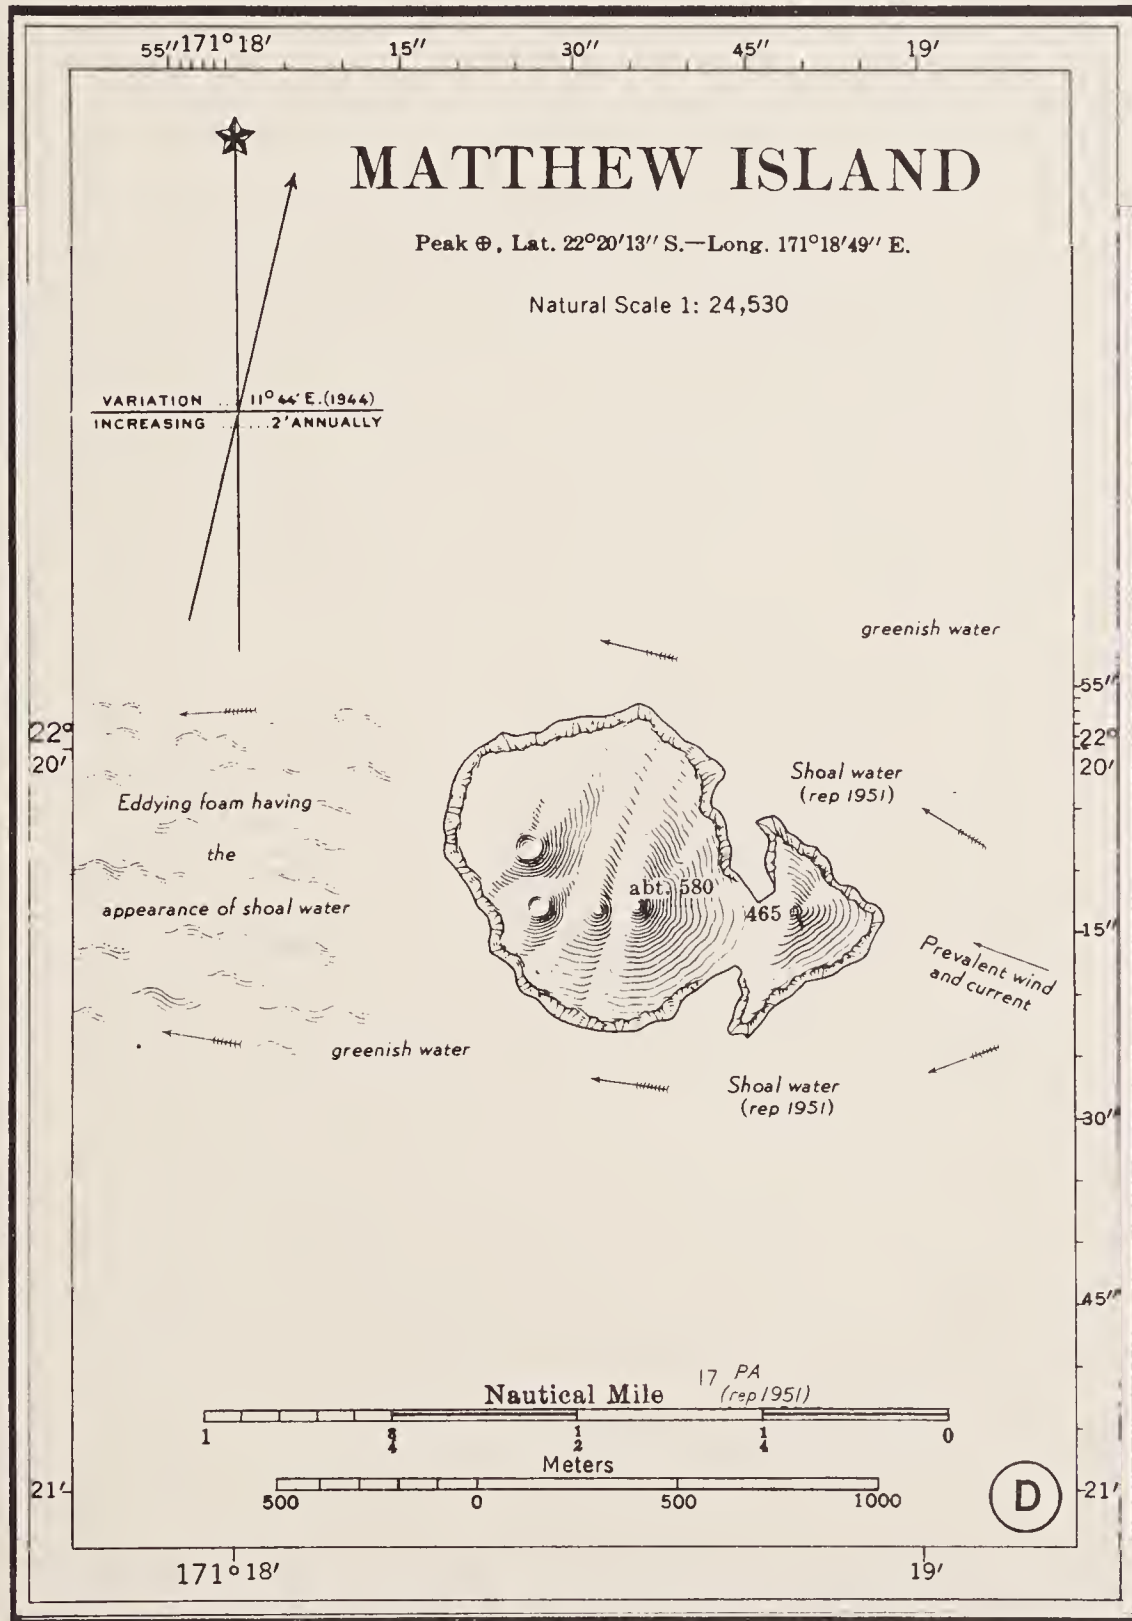 55″ 171° 18′ 15″ 30″ 45″ 19′
MATTHEW ISLAND
Peak ⊕, Lat. 22°20′13″ S.—Long. 171°18′49″ E.
Natural Scale 1: 24,530
VARIATION ... 11° 44′ E.(1944)
INCREASING ......2′ ANNUALLY
greenish water
55″
22°
20′
22°
20′
Shoal water
(rep 1951)
Eddying foam having
the
appearance of shoal water
abt. 580
465
15″
Prevalent wind
and current
greenish water
Shoal water
(rep 1951)
30″
45″
17 PA
(rep 1951)
Nautical Mile
1 3/4 1/2 1/4 0
Meters
500 0 500 1000
D
21′
21′
171° 18′ 19′